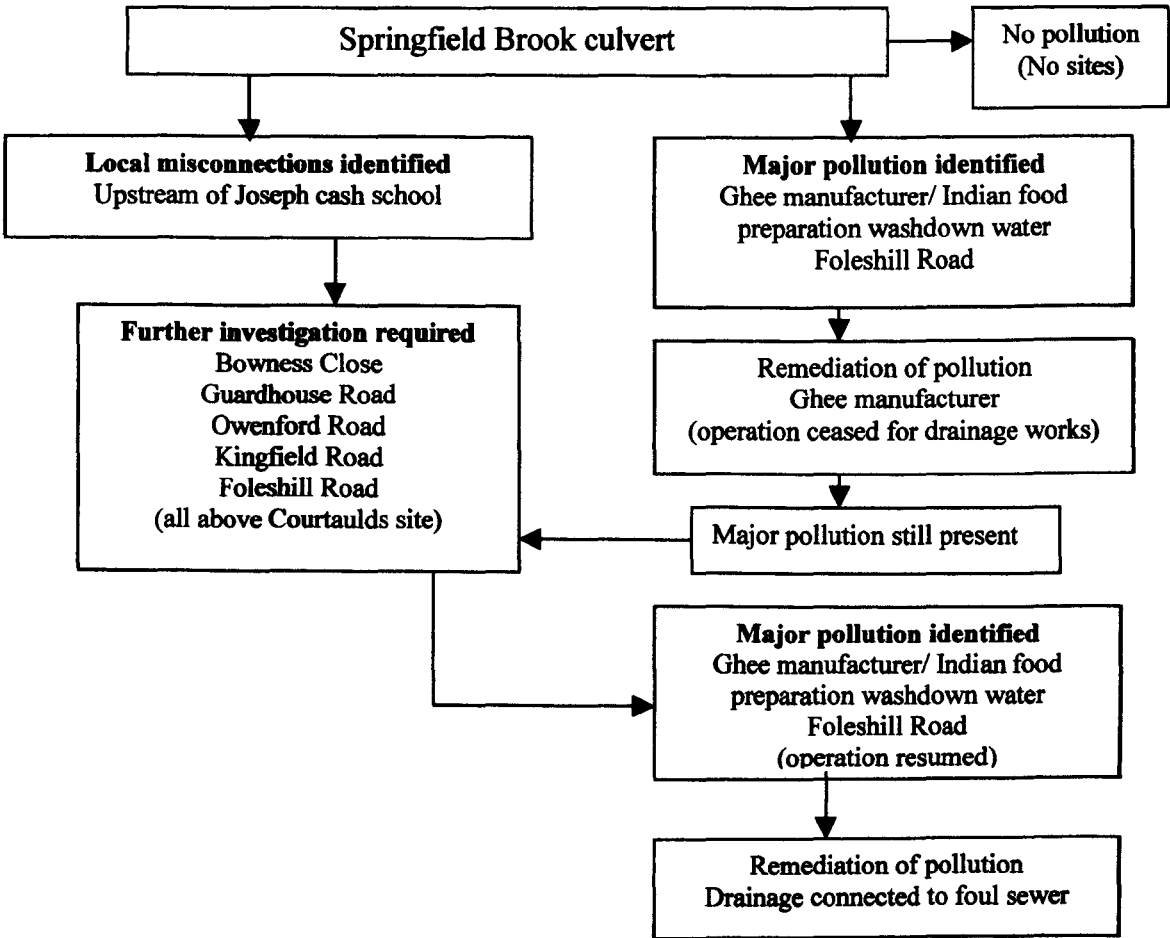 Springfield Brook culvert
No pollution
(No sites)
Local misconnections identified
Upstream of Joseph cash school
Major pollution identified
Ghee manufacturer/ Indian food
preparation washdown water
Foleshill Road
Further investigation required
Bowness Close
Guardhouse Road
Owenford Road
Kingfield Road
Foleshill Road
(all above Courtaulds site)
Remediation of pollution
Ghee manufacturer
(operation ceased for drainage works)
Major pollution still present
Major pollution identified
Ghee manufacturer/ Indian food
preparation washdown water
Foleshill Road
(operation resumed)
Remediation of pollution
Drainage connected to foul sewer